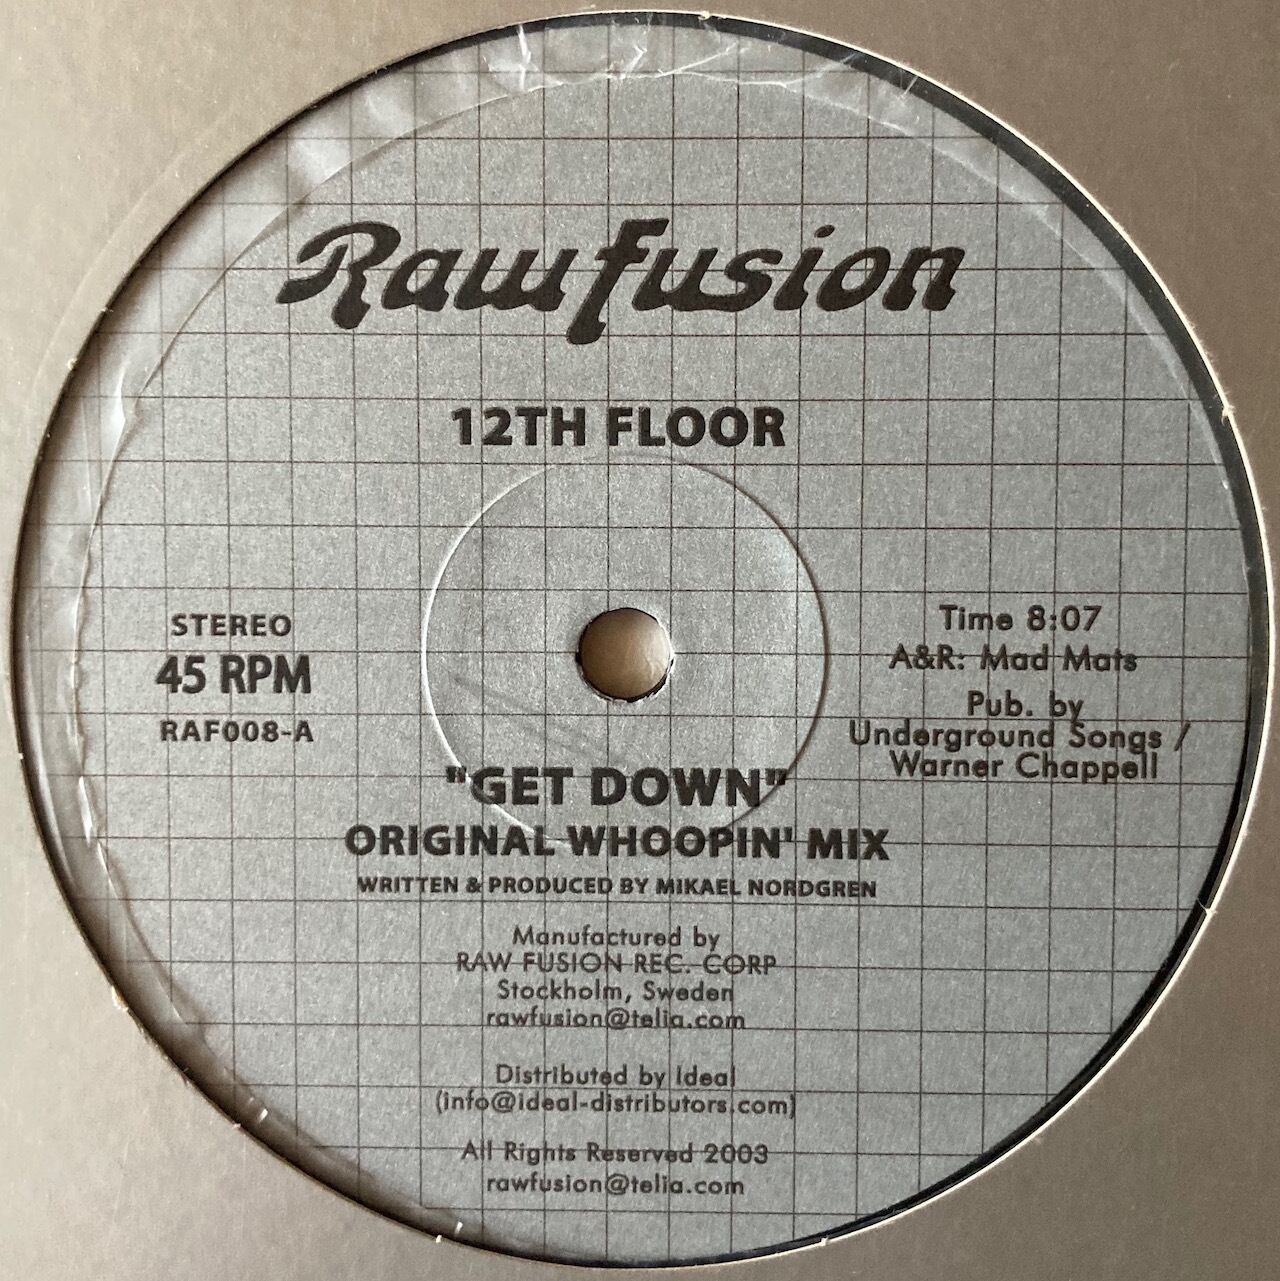 Rawfusion
12TH FLOOR
STEREO
45 RPM
RAF008-A
Time 8:07
A&R: Mad Mats
Pub. by
Underground Songs /
Warner Chappell
"GET DOWN"
ORIGINAL WHOOPIN' MIX
WRITTEN & PRODUCED BY MIKAEL NORDGREN
Manufactured by
RAW FUSION REC. CORP
Stockholm, Sweden
rawfusion@telia.com
Distributed by Ideal
(info@ideal-distributors.com)
All Rights Reserved 2003
rawfusion@telia.com